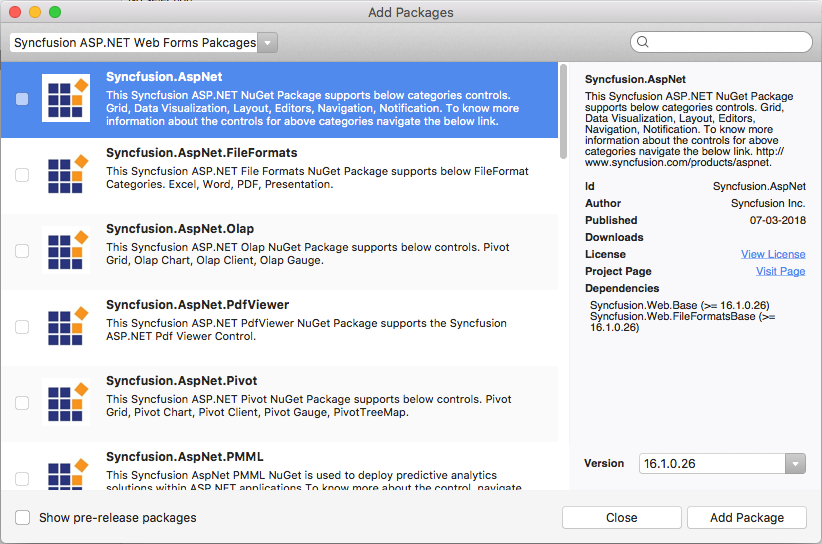 Add Packages
Syncfusion ASP.NET Web Forms Pakcages
Syncfusion.AspNet
This Syncfusion ASP.NET NuGet Package supports below categories controls.
Grid, Data Visualization, Layout, Editors, Navigation, Notification. To know more
information about the controls for above categories navigate the below link.
Syncfusion.AspNet.FileFormats
This Syncfusion ASP.NET File Formats NuGet Package supports below FileFormat
Categories. Excel, Word, PDF, Presentation.
Syncfusion.AspNet.Olap
This Syncfusion ASP.NET Olap NuGet Package supports below controls. Pivot
Grid, Olap Chart, Olap Client, Olap Gauge.
Syncfusion.AspNet.PdfViewer
This Syncfusion ASP.NET PdfViewer NuGet Package supports the Syncfusion
ASP.NET Pdf Viewer Control.
Syncfusion.AspNet.Pivot
This Syncfusion ASP.NET Pivot NuGet Package supports below controls. Pivot
Grid, Pivot Chart, Pivot Client, Pivot Gauge, PivotTreeMap.
Syncfusion.AspNet.PMML
This Syncfusion AspNet PMML NuGet is used to deploy predictive analytics
solutions within ASP.NET applications.To know more about the control, navigate
Syncfusion.AspNet
This Syncfusion ASP.NET NuGet Package
supports below categories controls. Grid,
Data Visualization, Layout, Editors,
Navigation, Notification. To know more
information about the controls for above
categories navigate the below link. http://
www.syncfusion.com/products/aspnet.
Id Syncfusion.AspNet
Author Syncfusion Inc.
Published 07-03-2018
Downloads
License View License
Project Page Visit Page
Dependencies
Syncfusion.Web.Base (>= 16.1.0.26)
Syncfusion.Web.FileFormatsBase (>=
16.1.0.26)
Version 16.1.0.26
Show pre-release packages
Close
Add Package